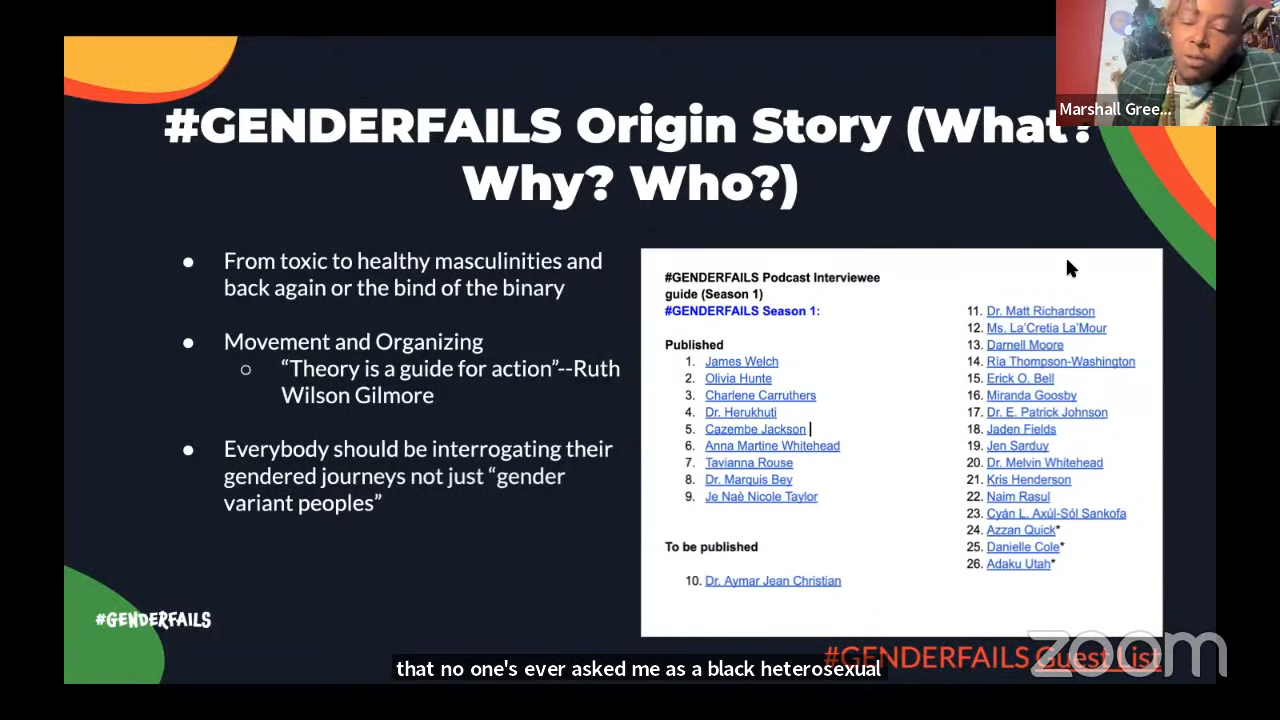 Marshall Gree...
#GENDERFAILS Origin Story (What?
Why? Who?)
● From toxic to healthy masculinities and
back again or the bind of the binary
● Movement and Organizing
○ “Theory is a guide for action”--Ruth
Wilson Gilmore
● Everybody should be interrogating their
gendered journeys not just “gender
variant peoples”
#GENDERFAILS
#GENDERFAILS Podcast Interviewee
guide (Season 1)
#GENDERFAILS Season 1:
Published
1. James Welch
2. Olivia Hunte
3. Charlene Carruthers
4. Dr. Herukhuti
5. Cazembe Jackson
6. Anna Martine Whitehead
7. Tavianna Rouse
8. Dr. Marquis Bey
9. Je Naè Nicole Taylor
To be published
10. Dr. Aymar Jean Christian
11. Dr. Matt Richardson
12. Ms. La’Cretia La’Mour
13. Darnell Moore
14. Ría Thompson-Washington
15. Erick O. Bell
16. Miranda Goosby
17. Dr. E. Patrick Johnson
18. Jaden Fields
19. Jen Sarduy
20. Dr. Melvin Whitehead
21. Kris Henderson
22. Naim Rasul
23. Cyán L. Axúl-Sól Sankofa
24. Azzan Quick*
25. Danielle Cole*
26. Adaku Utah*
#GENDERFAILS Guest List
zoom
that no one's ever asked me as a black heterosexual